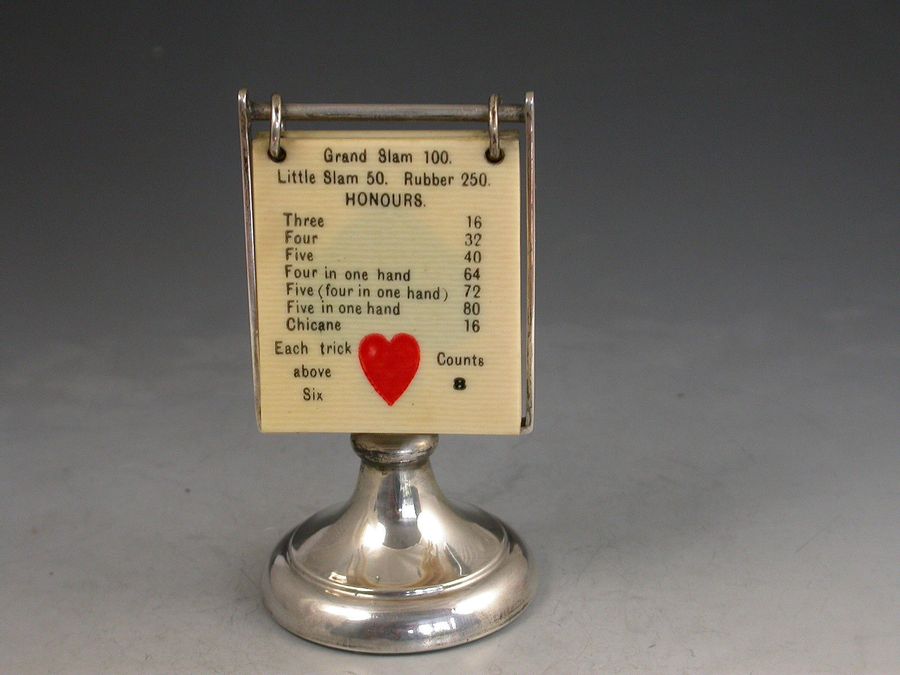 Grand Slam 100.
Little Slam 50. Rubber 250.
HONOURS.
Three 16
Four 32
Five 40
Four in one hand 64
Five (four in one hand) 72
Five in one hand 80
Chicane 16
Each trick above Six
Counts 8